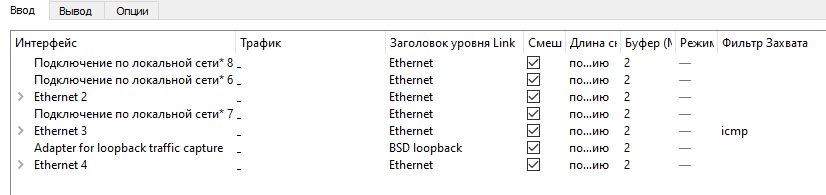 Ввод Вывод Опции
Интерфейс Трафик Заголовок уровня Link Смеш Длина сн Буфер (М Режим Фильтр Захвата
Подключение по локальной сети* 8 _ Ethernet по...ию 2 —
Подключение по локальной сети* 6 _ Ethernet по...ию 2 —
Ethernet 2 _ Ethernet по...ию 2 —
Подключение по локальной сети* 7 _ Ethernet по...ию 2 —
Ethernet 3 _ Ethernet по...ию 2 — icmp
Adapter for loopback traffic capture _ BSD loopback по...ию 2 —
Ethernet 4 _ Ethernet по...ию 2 —